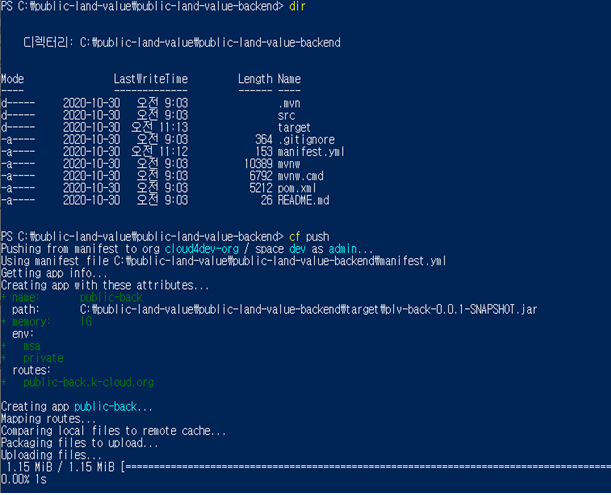 PS C:\public-land-value\public-land-value-backend> dir
디렉터리: C:\public-land-value\public-land-value-backend
Mode LastWriteTime Length Name
---- ------------- ------ ----
d----- 2020-10-30 오전 9:03 .mvn
d----- 2020-10-30 오전 9:03 src
d----- 2020-10-30 오전 11:13 target
-a---- 2020-10-30 오전 9:03 364 .gitignore
-a---- 2020-10-30 오전 11:12 153 manifest.yml
-a---- 2020-10-30 오전 9:03 10389 mvnw
-a---- 2020-10-30 오전 9:03 6792 mvnw.cmd
-a---- 2020-10-30 오전 9:03 5212 pom.xml
-a---- 2020-10-30 오전 9:03 26 README.md
PS C:\public-land-value\public-land-value-backend> cf push
Pushing from manifest to org cloud4dev-org / space dev as admin...
Using manifest file C:\public-land-value\public-land-value-backend\manifest.yml
Getting app info...
Creating app with these attributes...
+ name: public-back
path: C:\public-land-value\public-land-value-backend\target\plv-back-0.0.1-SNAPSHOT.jar
+ memory: 1G
env:
+ msa
+ private
routes:
+ public-back.k-cloud.org
Creating app public-back...
Mapping routes...
Comparing local files to remote cache...
Packaging files to upload...
Uploading files...
1.15 MiB / 1.15 MiB [=====================================================================================
0.00% 1s